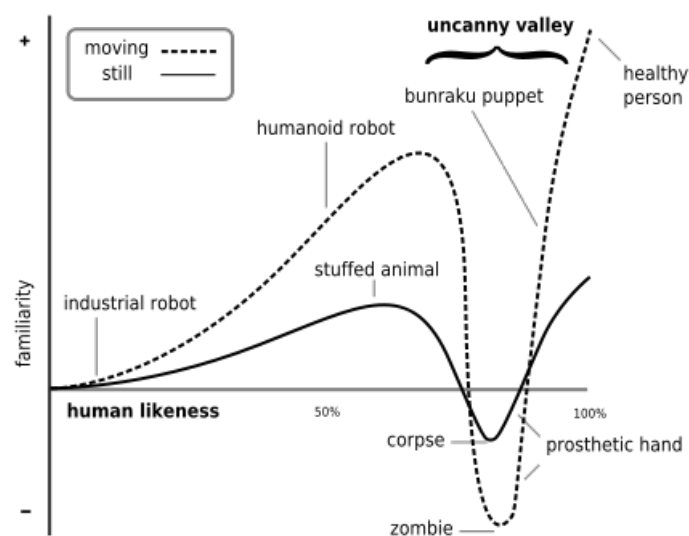 uncanny valley
+
moving
still
healthy
person
bunraku puppet
humanoid robot
stuffed animal
industrial robot
familiarity
human likeness
50%
100%
corpse
prosthetic hand
–
zombie